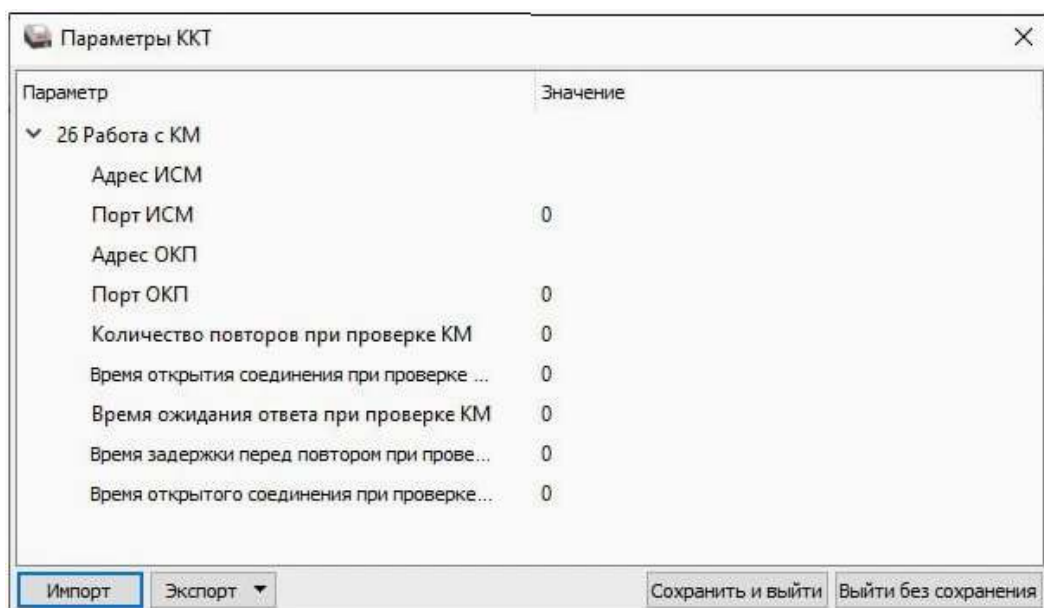 Параметры ККТ
Параметр Значение
26 Работа с КМ
Адрес ИСМ
Порт ИСМ 0
Адрес ОКП
Порт ОКП 0
Количество повторов при проверке КМ 0
Время открытия соединения при проверке ... 0
Время ожидания ответа при проверке КМ 0
Время задержки перед повтором при прове... 0
Время открытого соединения при проверке... 0
Импорт Экспорт Сохранить и выйти Выйти без сохранения